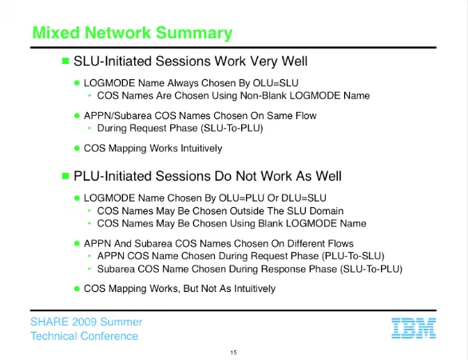 Mixed Network Summary
SLU-Initiated Sessions Work Very Well
LOGMODE Name Always Chosen By OLU=SLU
COS Names Are Chosen Using Non-Blank LOGMODE Name
APPN/Subarea COS Names Chosen On Same Flow
During Request Phase (SLU-To-PLU)
COS Mapping Works Intuitively
PLU-Initiated Sessions Do Not Work As Well
LOGMODE Name Chosen By OLU=PLU Or DLU=SLU
COS Names May Be Chosen Outside The SLU Domain
COS Names May Be Chosen Using Blank LOGMODE Name
APPN And Subarea COS Names Chosen On Different Flows
APPN COS Name Chosen During Request Phase (PLU-To-SLU)
Subarea COS Name Chosen During Response Phase (SLU-To-PLU)
COS Mapping Works, But Not As Intuitively
SHARE 2009 Summer
Technical Conference
IBM
15